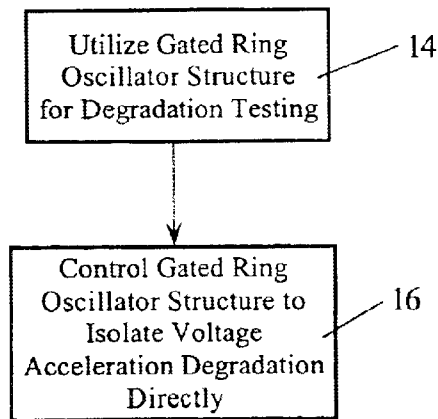 Utilize Gated Ring
Oscillator Structure
for Degradation Testing
14
Control Gated Ring
Oscillator Structure to
Isolate Voltage
Acceleration Degradation
Directly
16